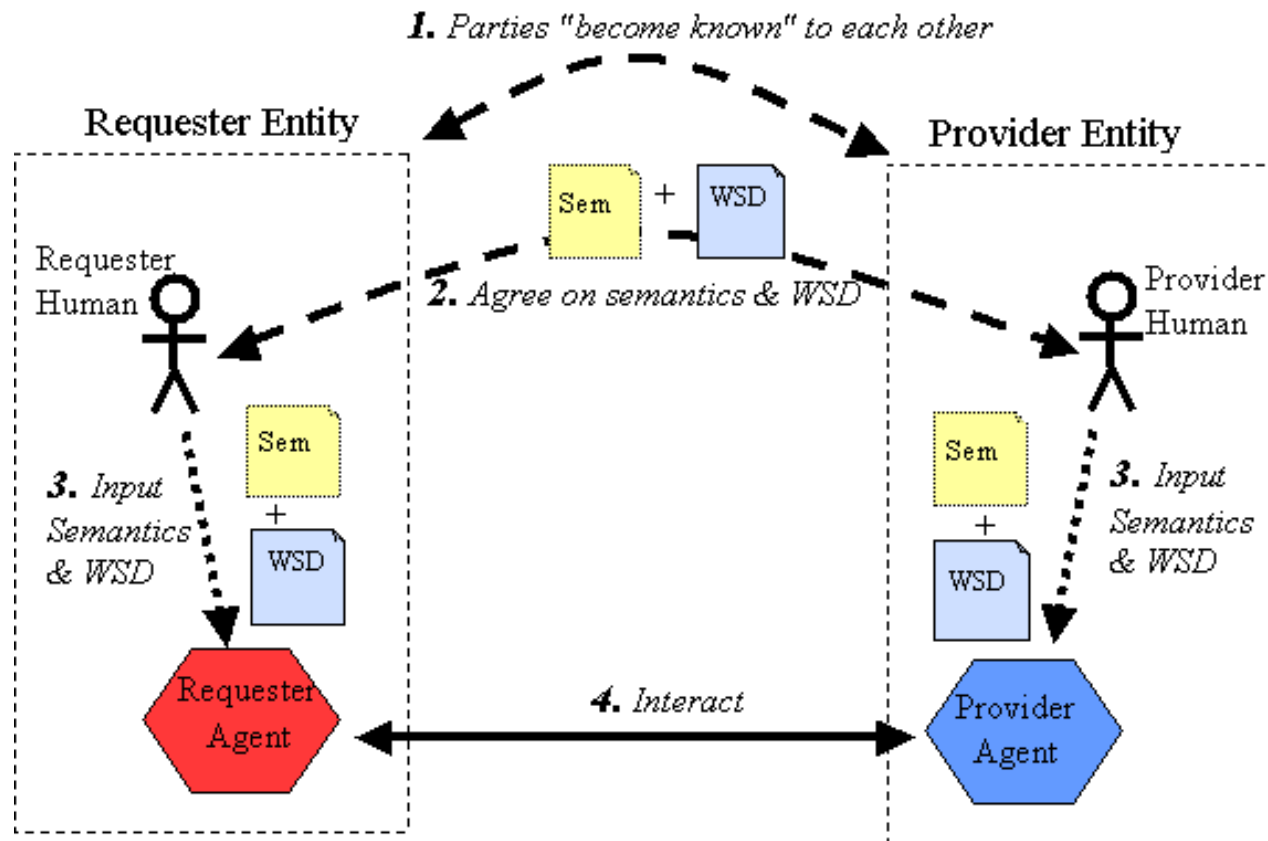 1. Parties "become known" to each other
Requester Entity
Provider Entity
Sem
+
WSD
Requester
Human
2. Agree on semantics & WSD
Provider
Human
Sem
+
WSD
3. Input
Semantics
& WSD
Sem
+
WSD
3. Input
Semantics
& WSD
Requester
Agent
4. Interact
Provider
Agent